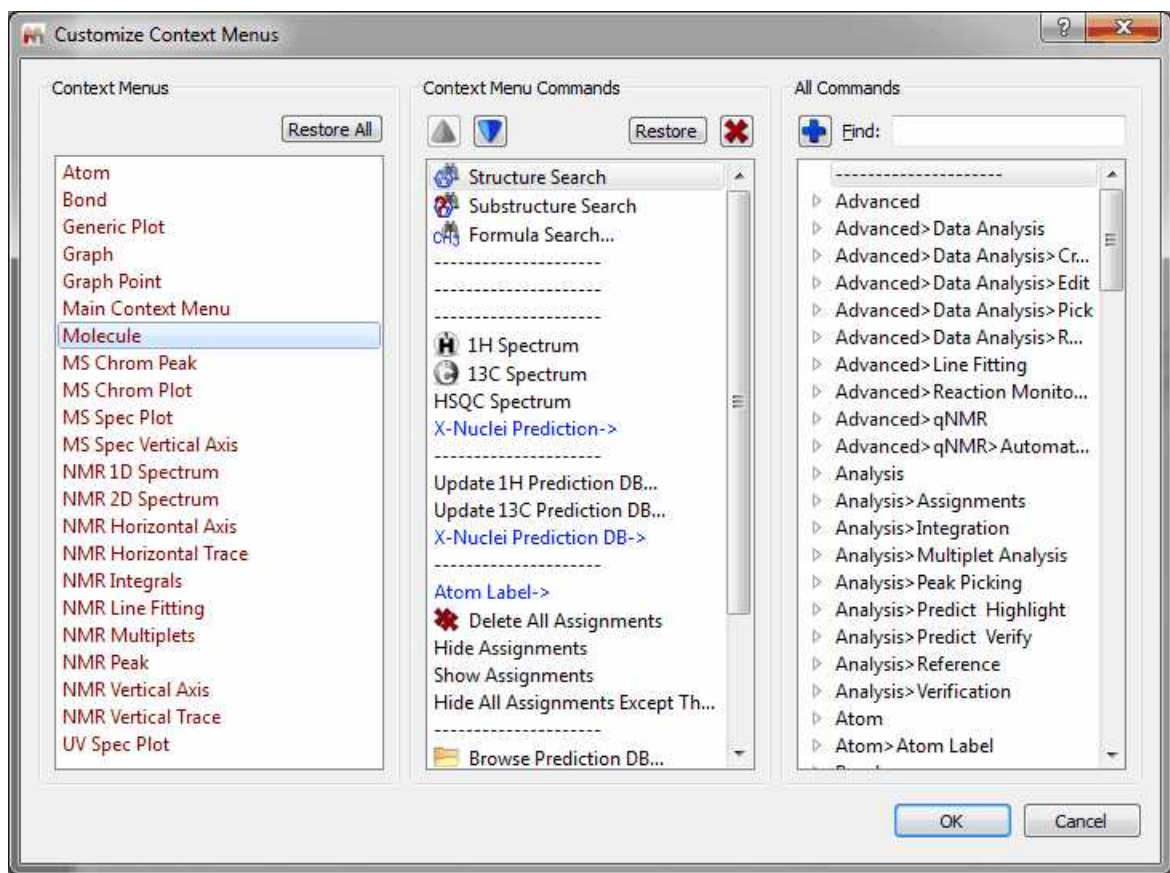 Customize Context Menus
Context Menus
Restore All
Atom
Bond
Generic Plot
Graph
Graph Point
Main Context Menu
Molecule
MS Chrom Peak
MS Chrom Plot
MS Spec Plot
MS Spec Vertical Axis
NMR 1D Spectrum
NMR 2D Spectrum
NMR Horizontal Axis
NMR Horizontal Trace
NMR Integrals
NMR Line Fitting
NMR Multiplets
NMR Peak
NMR Vertical Axis
NMR Vertical Trace
UV Spec Plot
Context Menu Commands
Restore
Structure Search
Substructure Search
Formula Search...
---------------------
---------------------
---------------------
1H Spectrum
13C Spectrum
HSQC Spectrum
X-Nuclei Prediction->
---------------------
Update 1H Prediction DB...
Update 13C Prediction DB...
X-Nuclei Prediction DB->
---------------------
Atom Label->
Delete All Assignments
Hide Assignments
Show Assignments
Hide All Assignments Except Th...
---------------------
Browse Prediction DB...
All Commands
Find:
---------------------
Advanced
Advanced>Data Analysis
Advanced>Data Analysis>Cr...
Advanced>Data Analysis>Edit
Advanced>Data Analysis>Pick
Advanced>Data Analysis>R...
Advanced>Line Fitting
Advanced>Reaction Monito...
Advanced>qNMR
Advanced>qNMR>Automat...
Analysis
Analysis>Assignments
Analysis>Integration
Analysis>Multiplet Analysis
Analysis>Peak Picking
Analysis>Predict Highlight
Analysis>Predict Verify
Analysis>Reference
Analysis>Verification
Atom
Atom>Atom Label
OK
Cancel